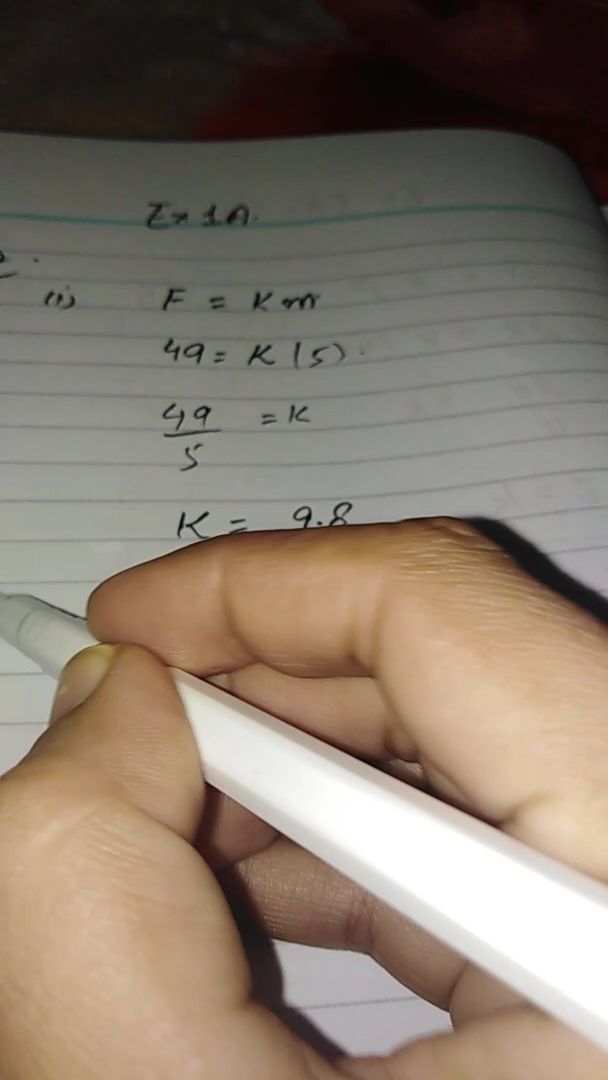 Ex 1A.
(i) F = Km
49 = K(5).
49/5 = K
K = 9.8